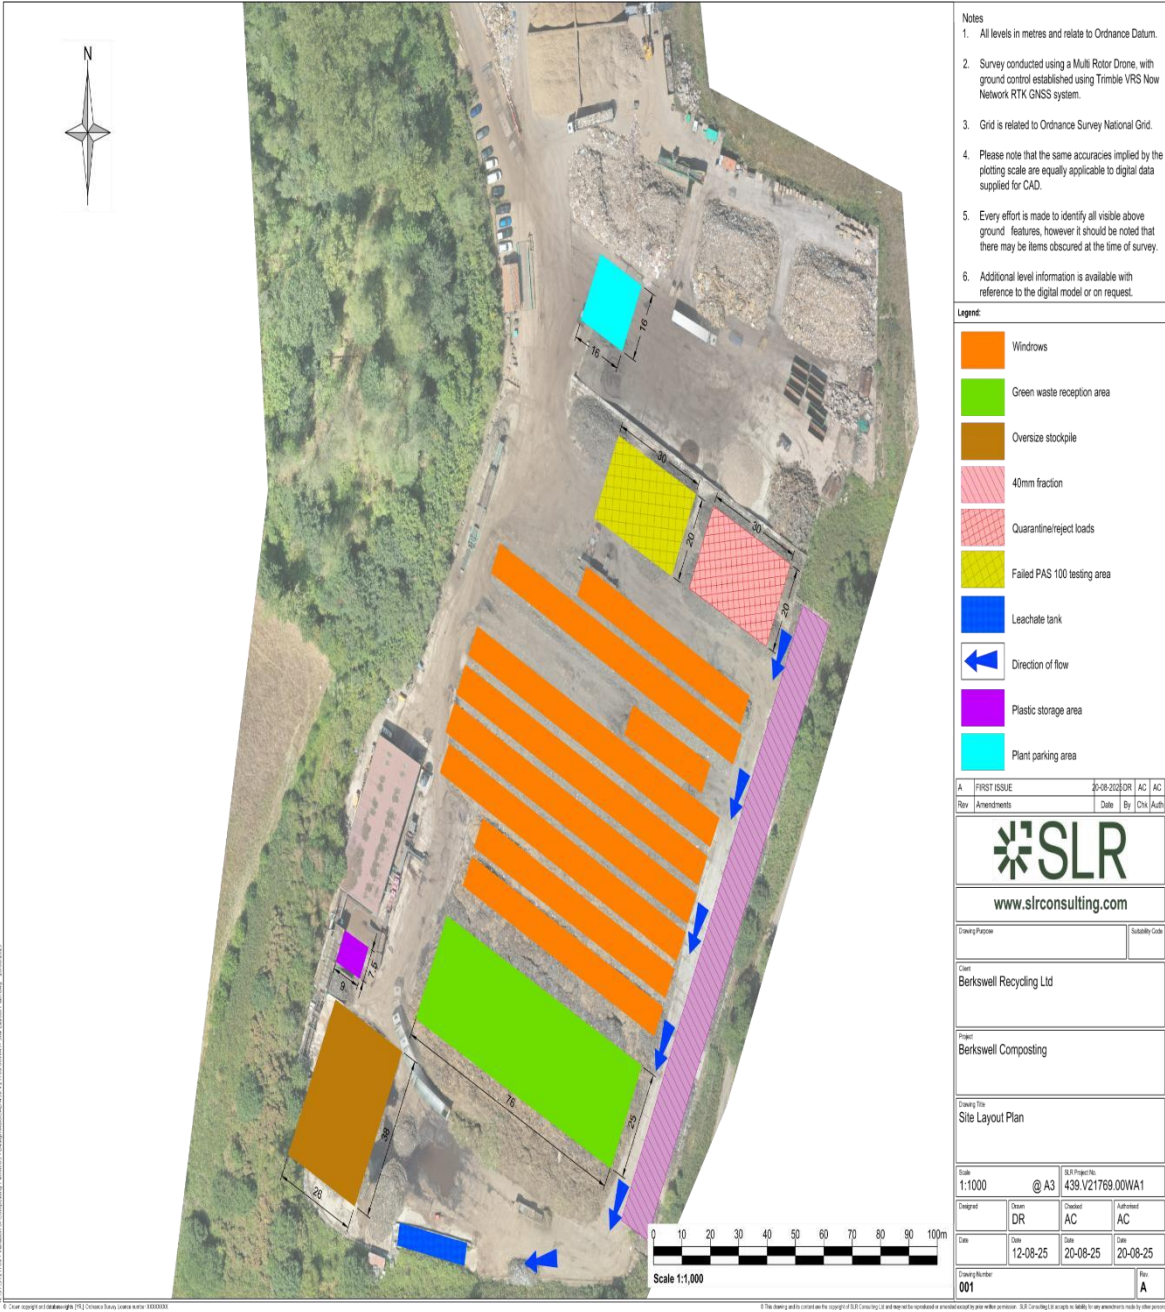 N
Notes
1. All levels in metres and relate to Ordnance Datum.
2. Survey conducted using a Multi Rotor Drone, with
ground control established using Trimble VRS Now
Network RTK GNSS system.
3. Grid is related to Ordnance Survey National Grid.
4. Please note that the same accuracies implied by the
plotting scale are equally applicable to digital data
supplied for CAD.
5. Every effort is made to identify all visible above
ground features, however it should be noted that
there may be items obscured at the time of survey.
6. Additional level information is available with
reference to the digital model or on request.
Legend:
Windrows
Green waste reception area
Oversize stockpile
40mm fraction
Quarantine/reject loads
Failed PAS 100 testing area
Leachate tank
Direction of flow
Plastic storage area
Plant parking area
16
16
30
20
30
20
9
7.5
76
25
38
26
A FIRST ISSUE 20-08-2025 DR AC AC
Rev Amendments Date By Chk Auth
SLR
www.slrconsulting.com
Drawing Purpose Suitability Code
Client
Berkswell Recycling Ltd
Project
Berkswell Composting
Drawing Title
Site Layout Plan
Scale SLR Project No.
1:1000 @ A3 439.V21769.00WA1
Designed Drawn Checked Authorised
DR AC AC
Date Date Date Date
12-08-25 20-08-25 20-08-25
Drawing Number Rev
001 A
0 10 20 30 40 50 60 70 80 90 100m
Scale 1:1,000